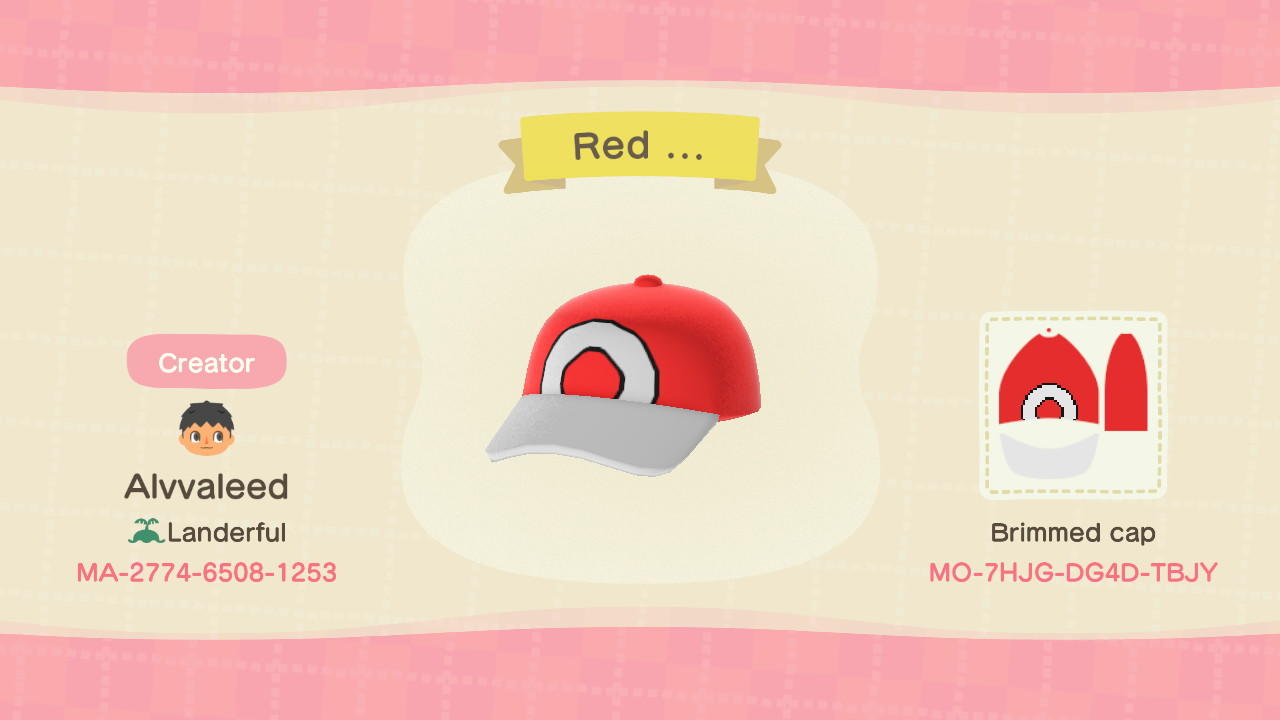 Red ...
Creator
Alvvaleed
Landerful
MA-2774-6508-1253
Brimmed cap
MO-7HJG-DG4D-TBJY